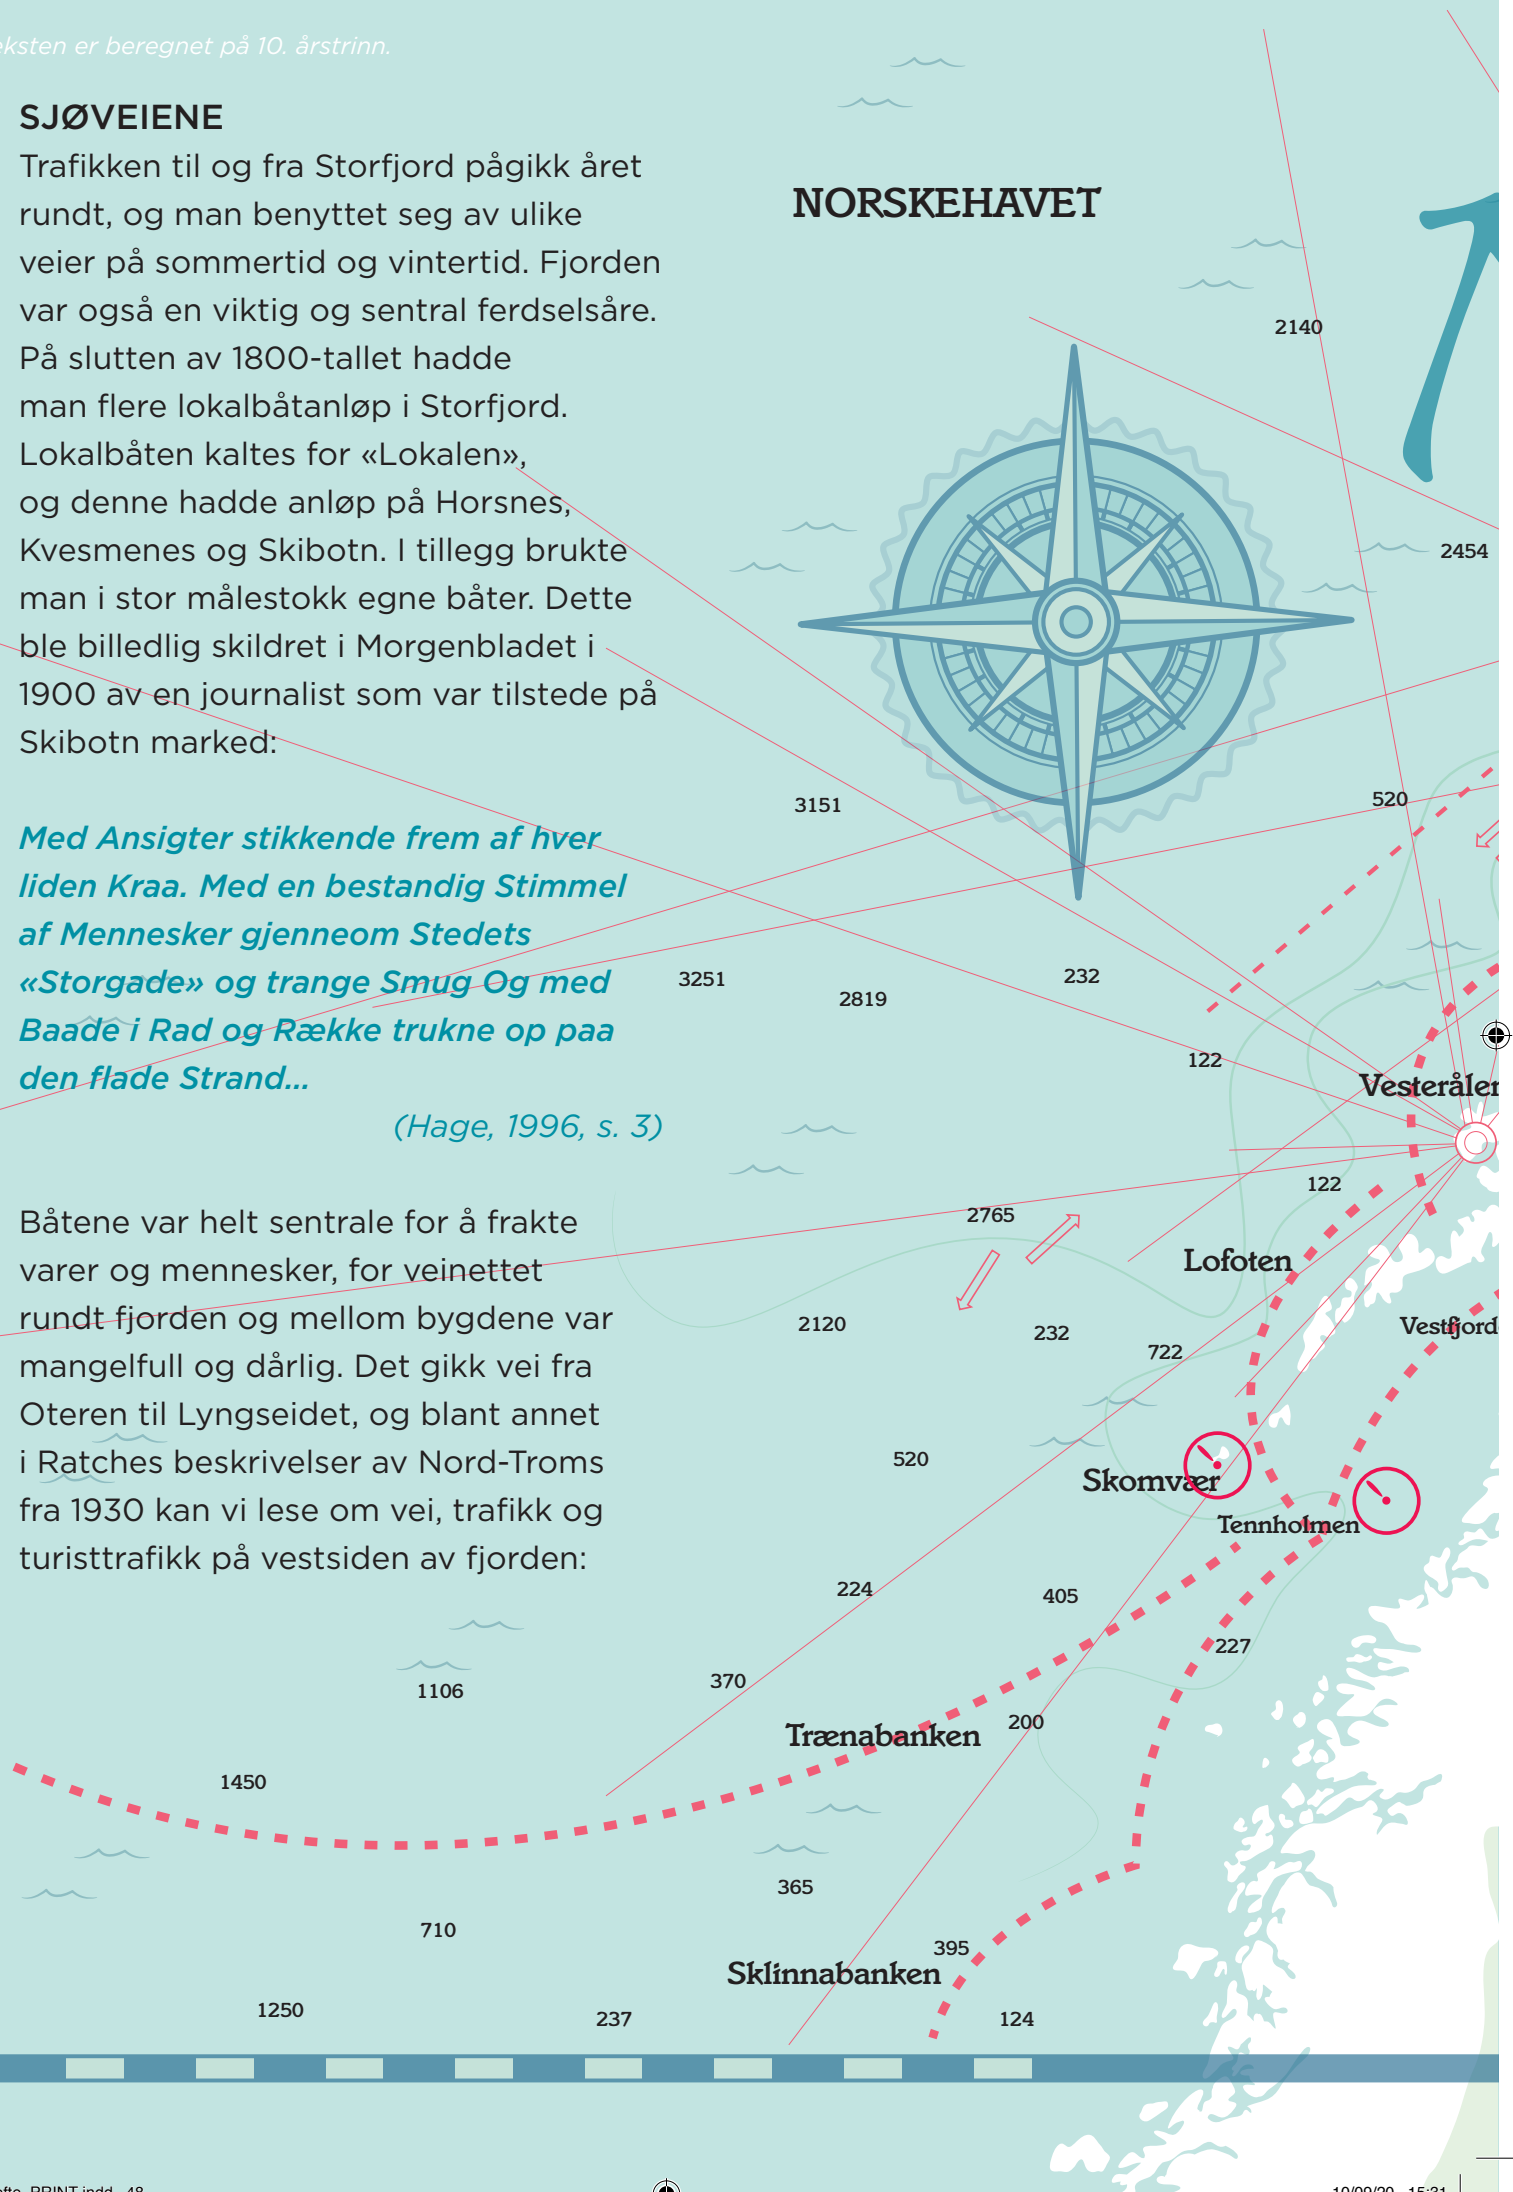 er beregnet på 10. årstrinn.
SJØVEIENE
Trafikken til og fra Storfjord pågikk året
rundt, og man benyttet seg av ulike
veier på sommertid og vintertid. Fjorden
var også en viktig og sentral ferdselsåre.
På slutten av 1800-tallet hadde
man flere lokalbåtanløp i Storfjord.
Lokalbåten kaltes for «Lokalen»,
og denne hadde anløp på Horsnes,
Kvesmenes og Skibotn. I tillegg brukte
man i stor målestokk egne båter. Dette
ble billedlig skildret i Morgenbladet i
1900 av en journalist som var tilstede på
Skibotn marked:
Med Ansigter stikkende frem af hver
liden Kraa. Med en bestandig Stimmel
af Mennesker gjenneom Stedets
«Storgade» og trange Smug Og med
Baade i Rad og Række trukne op paa
den flade Strand...
(Hage, 1996, s. 3)
Båtene var helt sentrale for å frakte
varer og mennesker, for veinettet
rundt fjorden og mellom bygdene var
mangelfull og dårlig. Det gikk vei fra
Oteren til Lyngseidet, og blant annet
i Ratches beskrivelser av Nord-Troms
fra 1930 kan vi lese om vei, trafikk og
turisttrafikk på vestsiden av fjorden:
NORSKEHAVET
2140
2454
3151
520
3251
2819
232
122
Vesterålen
122
2765
Lofoten
2120
232
722
Vestfjord
520
Skomvær
Tennholmen
224
405
227
370
1106
200
Trænabanken
1450
365
710
395
Sklinnabanken
1250
237
124
PRINT.indd 48
10/09/20 15:31